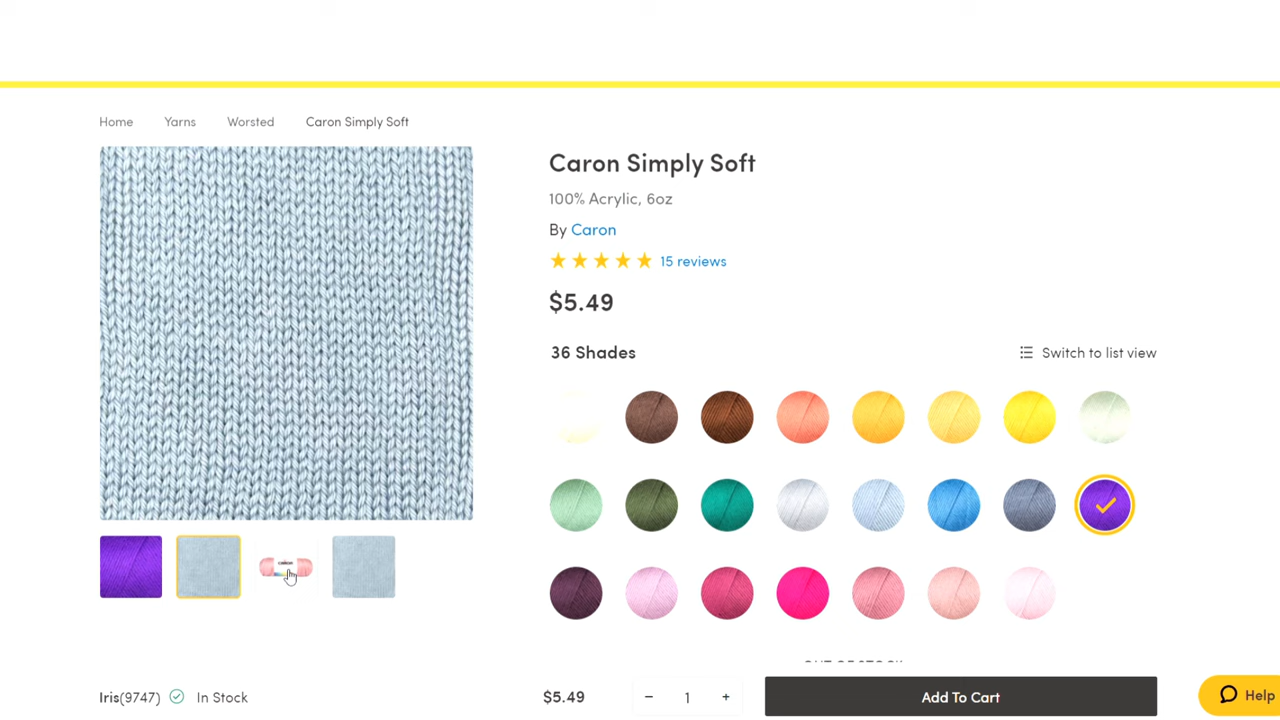 Home Yarns Worsted Caron Simply Soft
Caron Simply Soft
100% Acrylic, 6oz
By Caron
15 reviews
$5.49
36 Shades
Switch to list view
CARON
Iris(9747) In Stock
$5.49
− 1 +
Add To Cart
Help